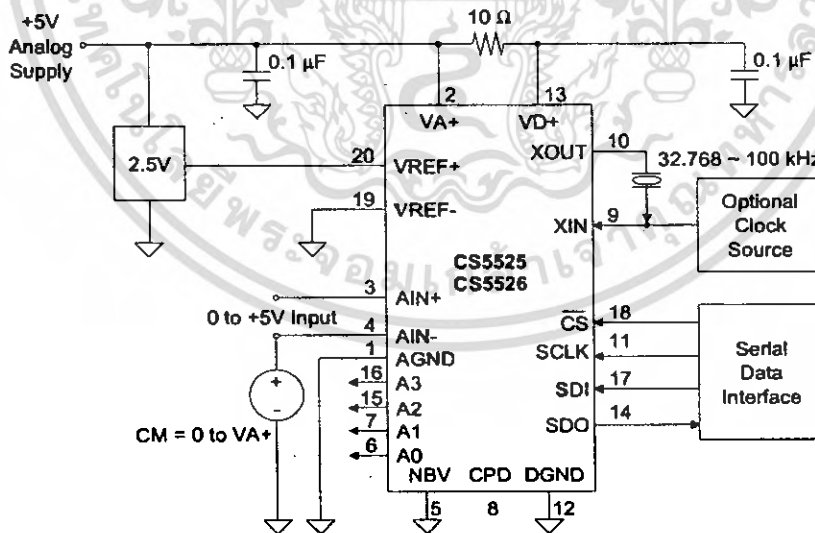 +5V
Analog
Supply
0.1 µF
10 Ω
0.1 µF
2
13
VA+
VD+
2.5V
20
VREF+
19
VREF-
XOUT
10
32.768 ~ 100 kHz
XIN
9
Optional
Clock
Source
CS5525
CS5526
3
AIN+
0 to +5V Input
4
AIN-
1
AGND
16
A3
15
A2
7
A1
6
A0
+
-
CM = 0 to VA+
CS
18
SCLK
11
SDI
17
SDO
14
Serial
Data
Interface
NBV
CPD
DGND
5
8
12